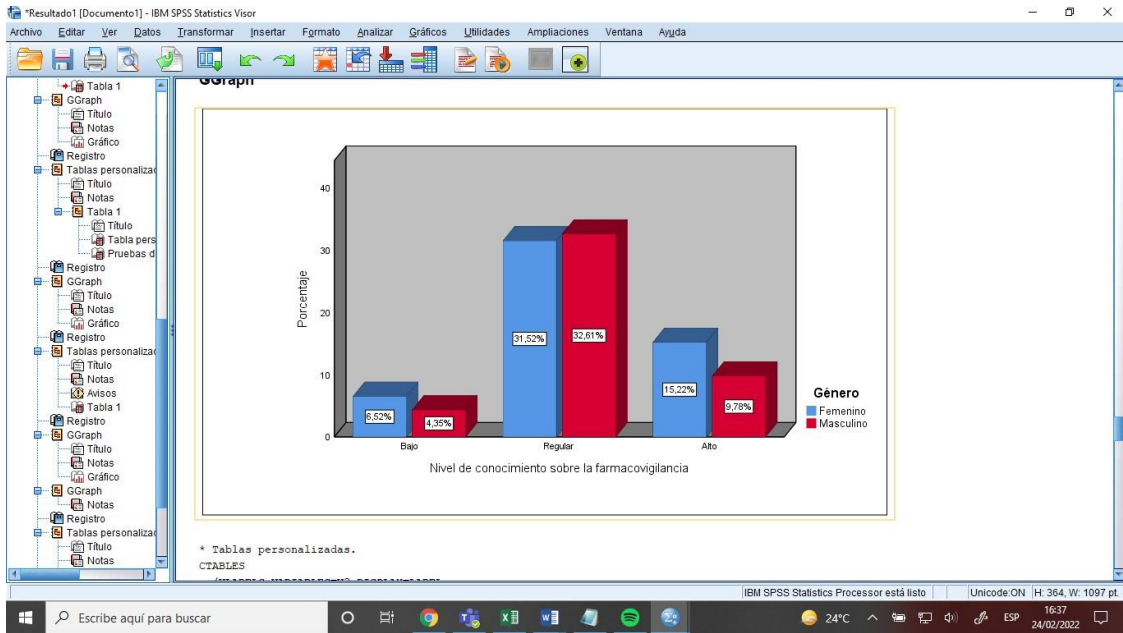 *Resultado1 [Documento1] - IBM SPSS Statistics Visor
Archivo Editar Ver Datos Transformar Insertar Formato Analizar Gráficos Utilidades Ampliaciones Ventana Ayuda
Tabla 1
GGraph
Título
Notas
Gráfico
Registro
Tablas personaliza
Título
Notas
Tabla 1
Título
Tabla pers
Pruebas d
Registro
GGraph
Título
Notas
Gráfico
Registro
Tablas personaliza
Título
Notas
Avisos
Tabla 1
Registro
GGraph
Título
Notas
Gráfico
GGraph
Notas
Registro
Tablas personaliza
Título
Notas
GGraph
Porcentaje
40
30
20
10
0
6,52%
4,35%
31,52%
32,61%
15,22%
9,78%
Bajo
Regular
Alto
Nivel de conocimiento sobre la farmacovigilancia
Género
Femenino
Masculino
* Tablas personalizadas.
CTABLES
IBM SPSS Statistics Processor está listo Unicode:ON H: 364, W: 1097 pt.
Escribe aquí para buscar
24°C
ESP
16:37
24/02/2022